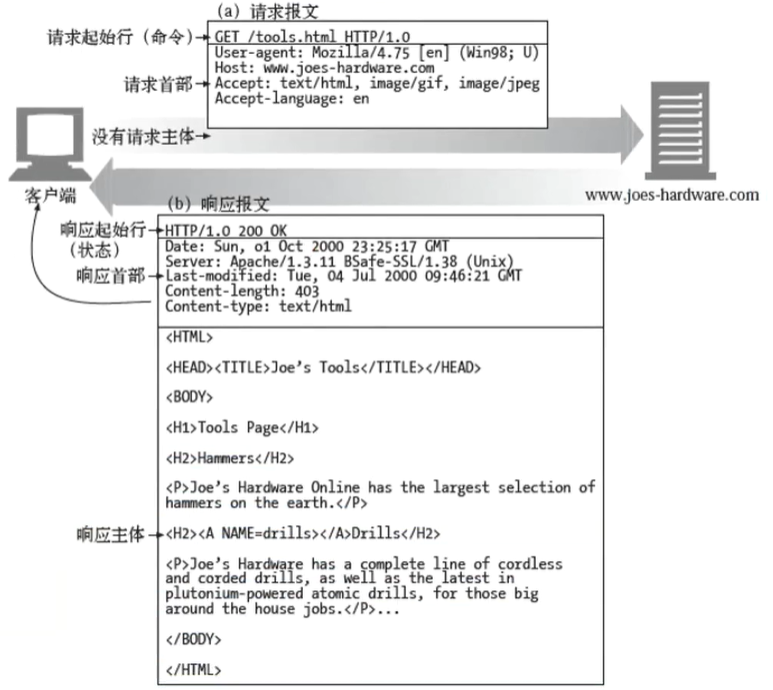 (a) 请求报文
请求起始行（命令） GET /tools.html HTTP/1.0
User-agent: Mozilla/4.75 [en] (Win98; U)
Host: www.joes-hardware.com
请求首部 Accept: text/html, image/gif, image/jpeg
Accept-language: en
没有请求主体
客户端
www.joes-hardware.com
(b) 响应报文
响应起始行 HTTP/1.0 200 OK
（状态）
Date: Sun, o1 Oct 2000 23:25:17 GMT
Server: Apache/1.3.11 BSafe-SSL/1.38 (Unix)
响应首部 Last-modified: Tue, 04 Jul 2000 09:46:21 GMT
Content-length: 403
Content-type: text/html
<HTML>
<HEAD><TITLE>Joe's Tools</TITLE></HEAD>
<BODY>
<H1>Tools Page</H1>
<H2>Hammers</H2>
<P>Joe's Hardware Online has the largest selection of
hammers on the earth.</P>
响应主体 <H2><A NAME=drills></A>Drills</H2>
<P>Joe's Hardware has a complete line of cordless
and corded drills, as well as the latest in
plutonium-powered atomic drills, for those big
around the house jobs.</P>...
</BODY>
</HTML>